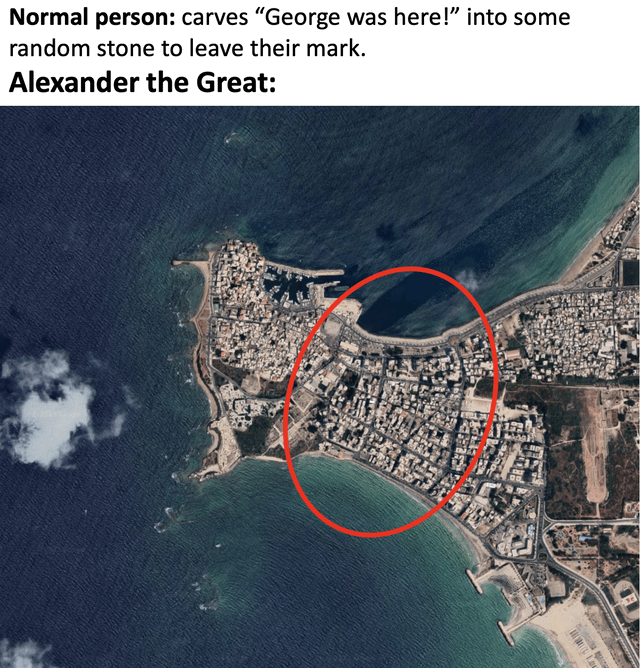 Normal person: carves “George was here!” into some
random stone to leave their mark.
Alexander the Great: